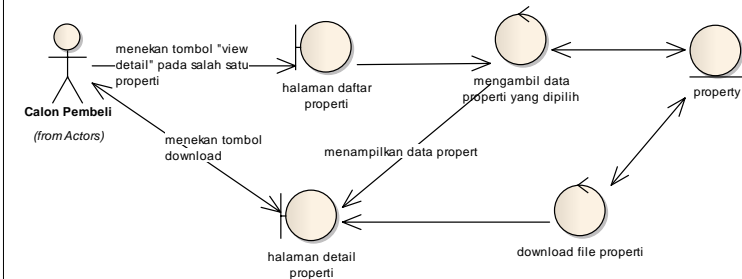 menekan tombol "view
detail" pada salah satu
properti
halaman daftar
properti
mengambil data
properti yang dipilih
property
Calon Pembeli
(from Actors)
menekan tombol
download
menampilkan data propert
halaman detail
properti
download file properti